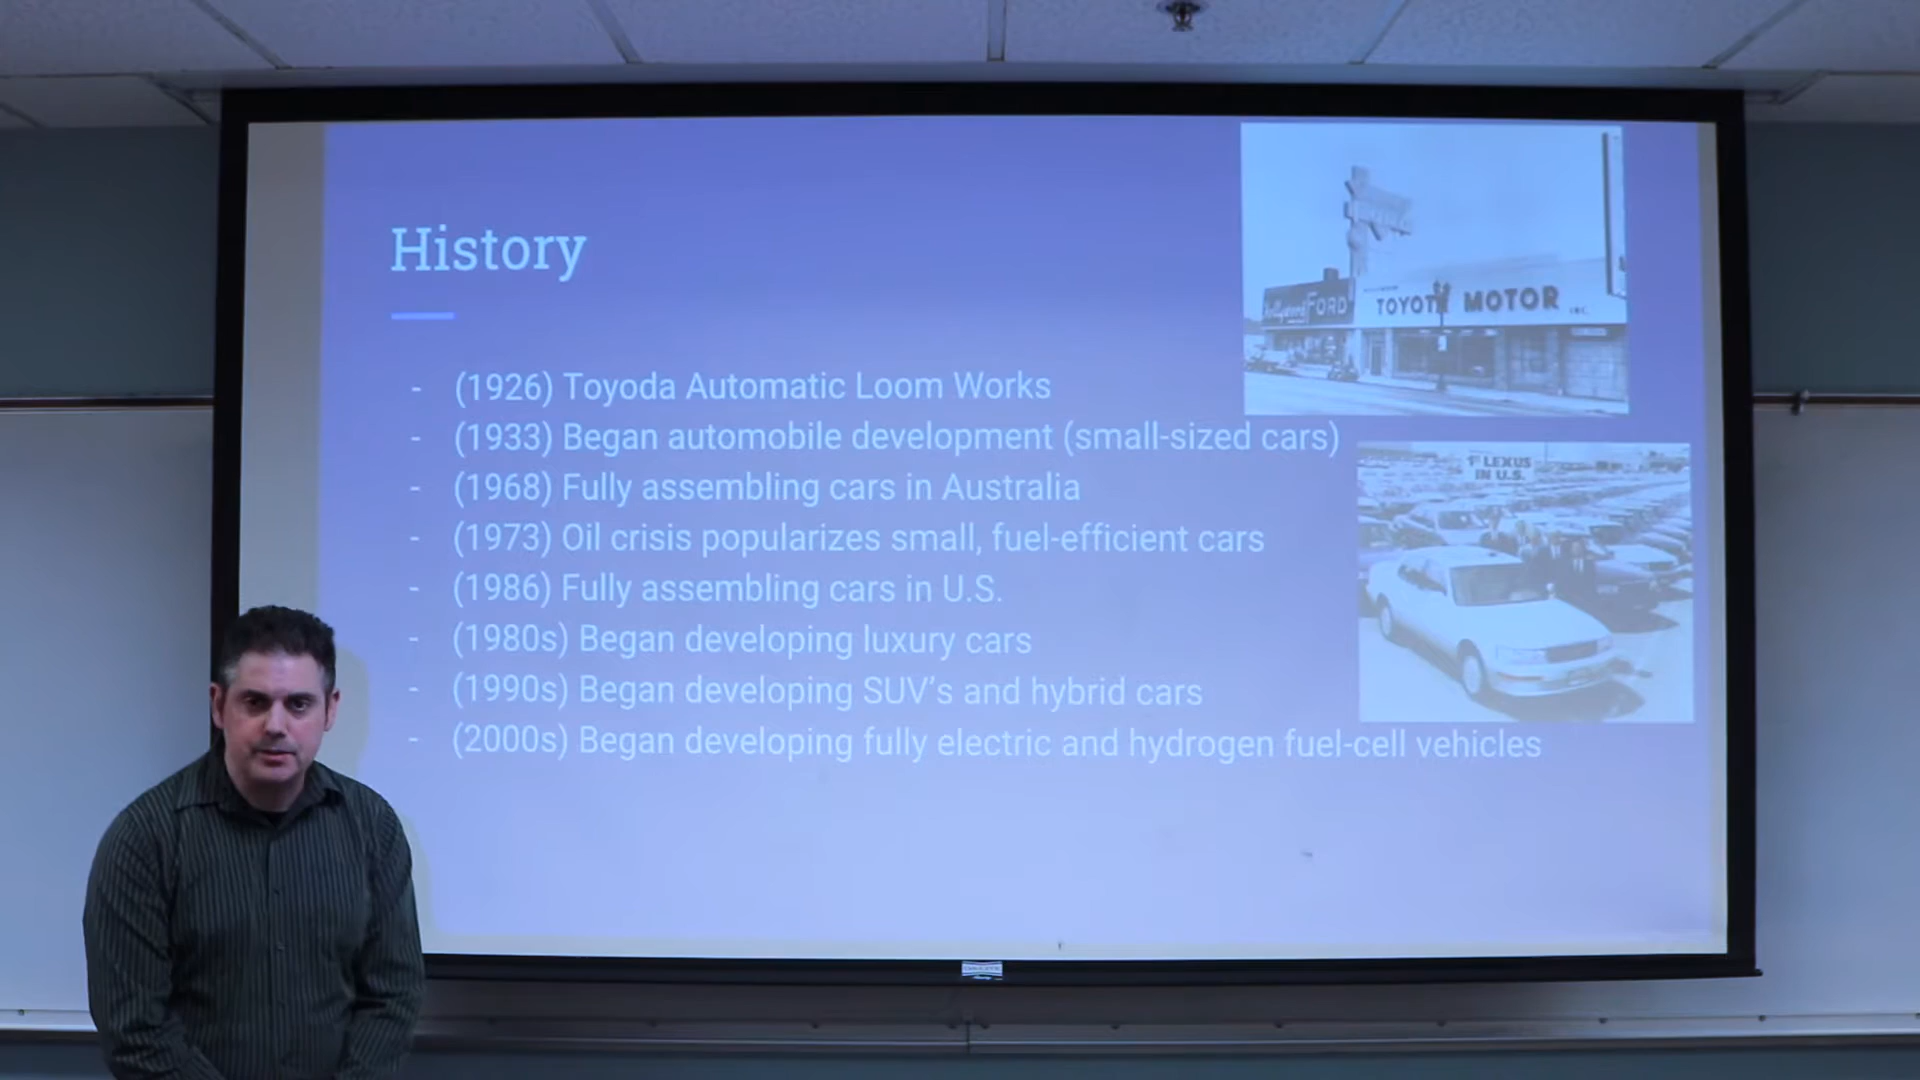 History
- (1926) Toyoda Automatic Loom Works
- (1933) Began automobile development (small-sized cars)
- (1968) Fully assembling cars in Australia
- (1973) Oil crisis popularizes small, fuel-efficient cars
- (1986) Fully assembling cars in U.S.
- (1980s) Began developing luxury cars
- (1990s) Began developing SUV's and hybrid cars
- (2000s) Began developing fully electric and hydrogen fuel-cell vehicles
Hollywood FORD
TOYOTA MOTOR INC.
1ST LEXUS
IN U.S.